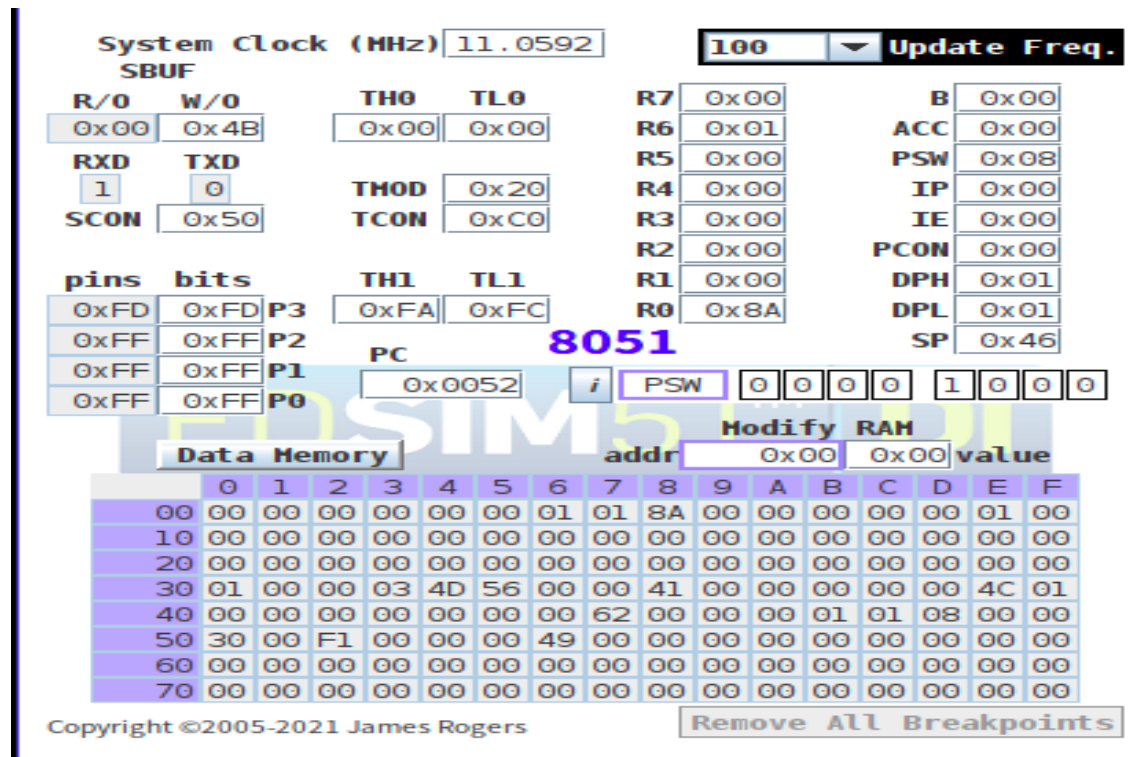 System Clock (MHz) 11.0592 100 Update Freq.
SBUF
R/O W/O TH0 TL0 R7 0x00 B 0x00
0x00 0x4B 0x00 0x00 R6 0x01 ACC 0x00
RXD TXD R5 0x00 PSW 0x08
1 0 TMOD 0x20 R4 0x00 IP 0x00
SCON 0x50 TCON 0xC0 R3 0x00 IE 0x00
R2 0x00 PCON 0x00
pins bits TH1 TL1 R1 0x00 DPH 0x01
0xFD 0xFD P3 0xFA 0xFC R0 0x8A DPL 0x01
0xFF 0xFF P2 8051 SP 0x46
PC
0xFF 0xFF P1 0x0052 i PSW 0 0 0 0 1 0 0 0
0xFF 0xFF P0
Modify RAM
Data Memory addr 0x00 0x00 value
0 1 2 3 4 5 6 7 8 9 A B C D E F
00 00 00 00 00 00 00 01 01 8A 00 00 00 00 00 01 00
10 00 00 00 00 00 00 00 00 00 00 00 00 00 00 00 00
20 00 00 00 00 00 00 00 00 00 00 00 00 00 00 00 00
30 01 00 00 03 4D 56 00 00 41 00 00 00 00 00 4C 01
40 00 00 00 00 00 00 00 62 00 00 00 01 01 08 00 00
50 30 00 F1 00 00 00 49 00 00 00 00 00 00 00 00 00
60 00 00 00 00 00 00 00 00 00 00 00 00 00 00 00 00
70 00 00 00 00 00 00 00 00 00 00 00 00 00 00 00 00
Copyright ©2005-2021 James Rogers Remove All Breakpoints